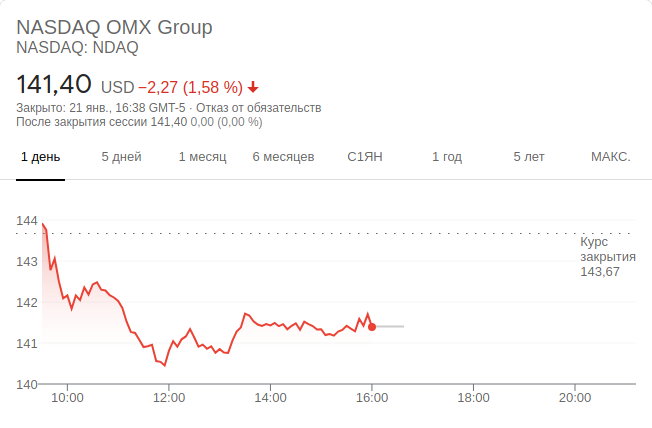 NASDAQ OMX Group
NASDAQ: NDAQ
141,40 USD −2,27 (1,58 %)
Закрыто: 21 янв., 16:38 GMT-5 · Отказ от обязательств
После закрытия сессии 141,40 0,00 (0,00 %)
1 день 5 дней 1 месяц 6 месяцев С1ЯН 1 год 5 лет МАКС.
144
Курс
закрытия
143,67
143
142
141
140
10:00 12:00 14:00 16:00 18:00 20:00